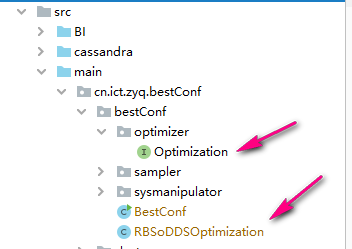 src
BI
cassandra
main
cn.ict.zyq.bestConf
bestConf
optimizer
I Optimization
sampler
sysmanipulator
C BestConf
C RBSoDDSOptimization